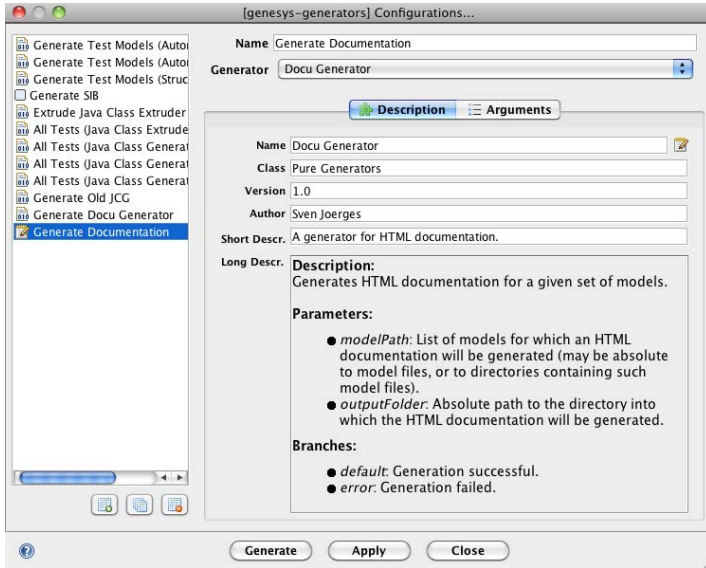 [genesys-generators] Configurations...
Generate Test Models (Autor
Generate Test Models (Autor
Generate Test Models (Struc
Generate SIB
Extrude Java Class Extruder
All Tests (Java Class Extrude
All Tests (Java Class Generat
All Tests (Java Class Generat
All Tests (Java Class Generat
Generate Old JCG
Generate Docu Generator
Generate Documentation
Name Generate Documentation
Generator Docu Generator
Description Arguments
Name Docu Generator
Class Pure Generators
Version 1.0
Author Sven Joerges
Short Descr. A generator for HTML documentation.
Long Descr. Description:
Generates HTML documentation for a given set of models.
Parameters:
● modelPath: List of models for which an HTML
documentation will be generated (may be absolute
to model files, or to directories containing such
model files).
● outputFolder: Absolute path to the directory into
which the HTML documentation will be generated.
Branches:
● default: Generation successful.
● error: Generation failed.
? Generate Apply Close